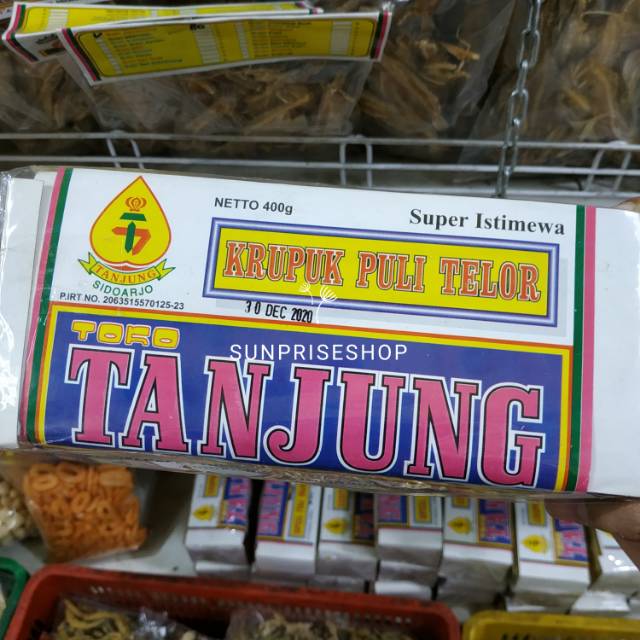 TANJUNG
SIDOARJO
P.IRT NO. 2063515570125-23
NETTO 400g
Super Istimewa
KRUPUK PULI TELOR
30 DEC 2020
SUNPRISESHOP
TOKO
TANJUNG